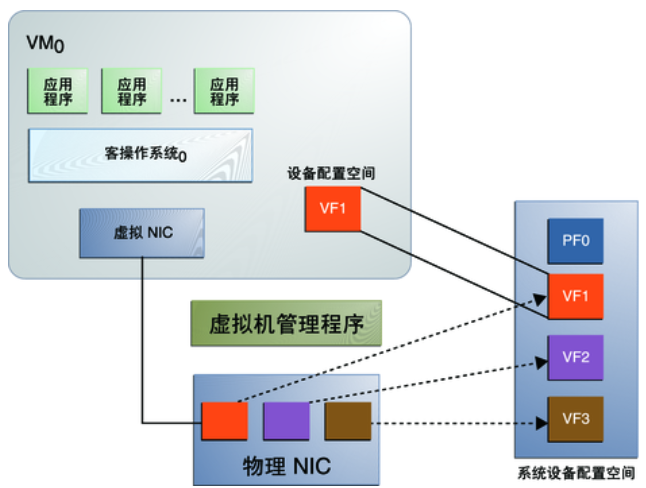 VM0
应用
程序
应用
程序
...
应用
程序
客操作系统0
设备配置空间
VF1
虚拟 NIC
PF0
VF1
虚拟机管理程序
VF2
VF3
物理 NIC
系统设备配置空间